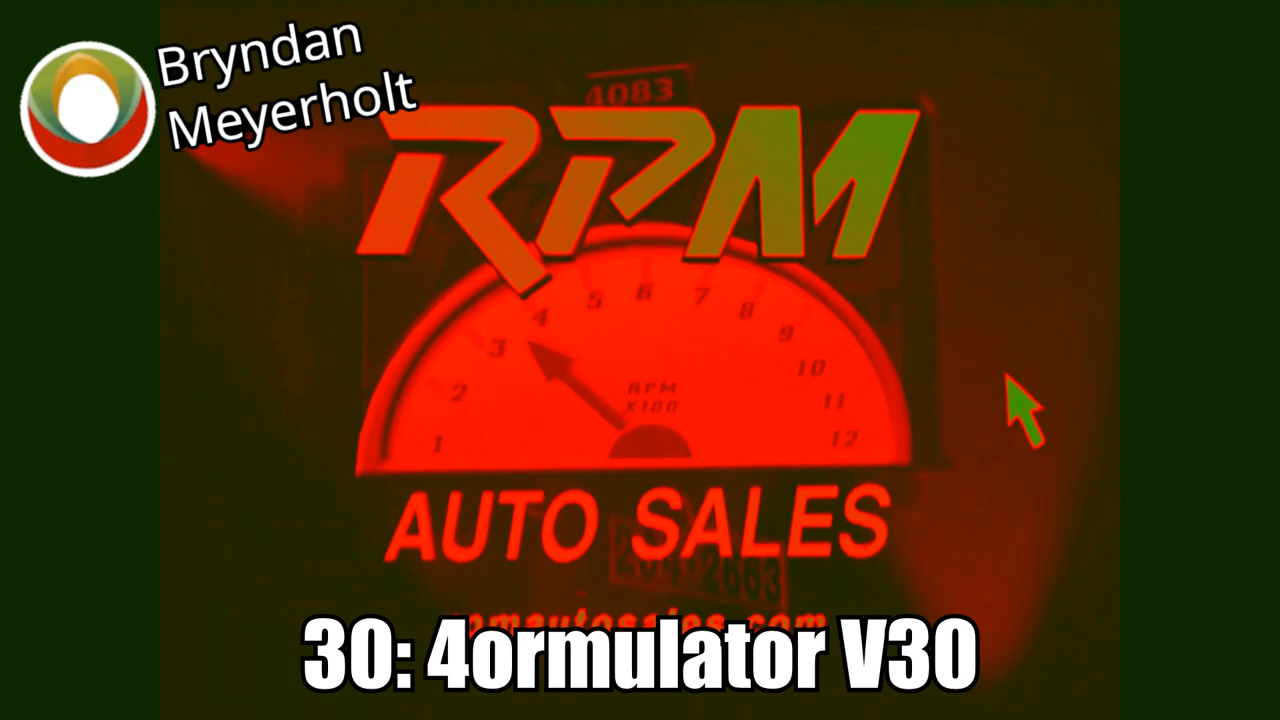 Bryndan
Meyerholt
4083
RPM
1 2 3 4 5 6 7 8 9 10 11 12
RPM
X100
AUTO SALES
30: 4ormulator V30